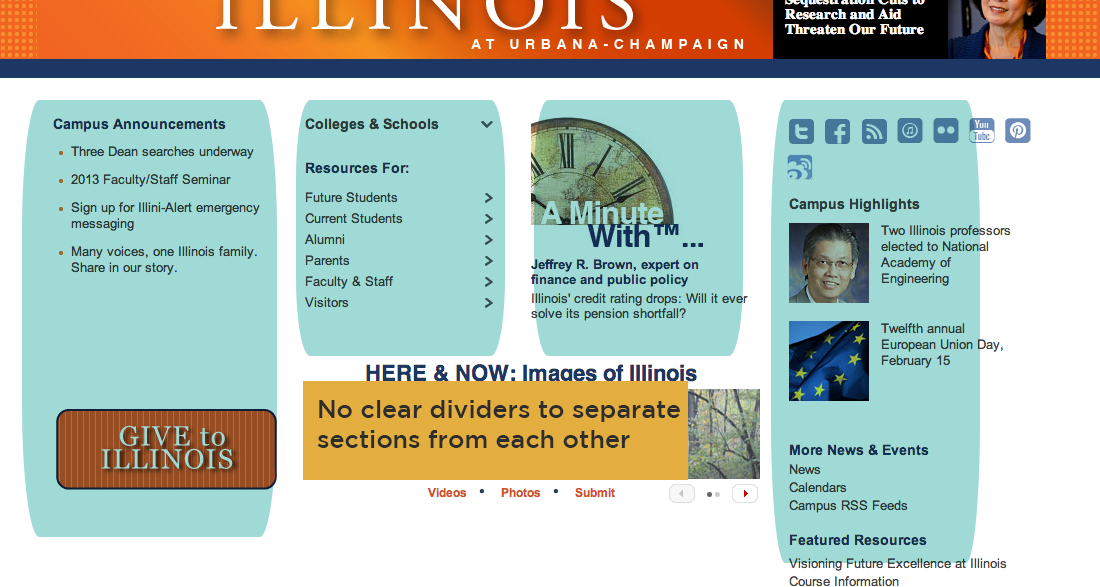 ILLINOIS
AT URBANA-CHAMPAIGN
Sequestration Cuts to
Research and Aid
Threaten Our Future
Campus Announcements
Three Dean searches underway
2013 Faculty/Staff Seminar
Sign up for Illini-Alert emergency
messaging
Many voices, one Illinois family.
Share in our story.
GIVE to
ILLINOIS
Colleges & Schools
Resources For:
Future Students
Current Students
Alumni
Parents
Faculty & Staff
Visitors
A Minute
With™...
Jeffrey R. Brown, expert on
finance and public policy
Illinois' credit rating drops: Will it ever
solve its pension shortfall?
HERE & NOW: Images of Illinois
No clear dividers to separate
sections from each other
Videos • Photos • Submit
You
Tube
Campus Highlights
Two Illinois professors
elected to National
Academy of
Engineering
Twelfth annual
European Union Day,
February 15
More News & Events
News
Calendars
Campus RSS Feeds
Featured Resources
Visioning Future Excellence at Illinois
Course Information